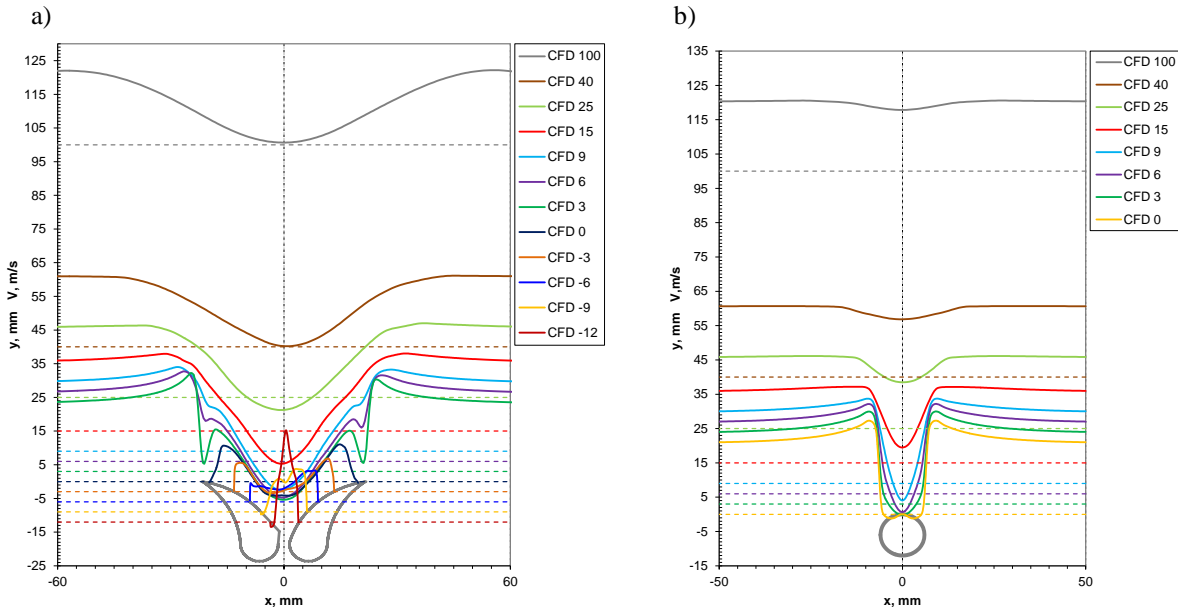 a)
y, mm V, m/s
125
115
105
95
85
75
65
55
45
35
25
15
5
-5
-15
-25
-60
0
60
x, mm
CFD 100
CFD 40
CFD 25
CFD 15
CFD 9
CFD 6
CFD 3
CFD 0
CFD -3
CFD -6
CFD -9
CFD -12
b)
y, mm V,m/s
135
125
115
105
95
85
75
65
55
45
35
25
15
5
-5
-15
-50
0
50
x, mm
CFD 100
CFD 40
CFD 25
CFD 15
CFD 9
CFD 6
CFD 3
CFD 0